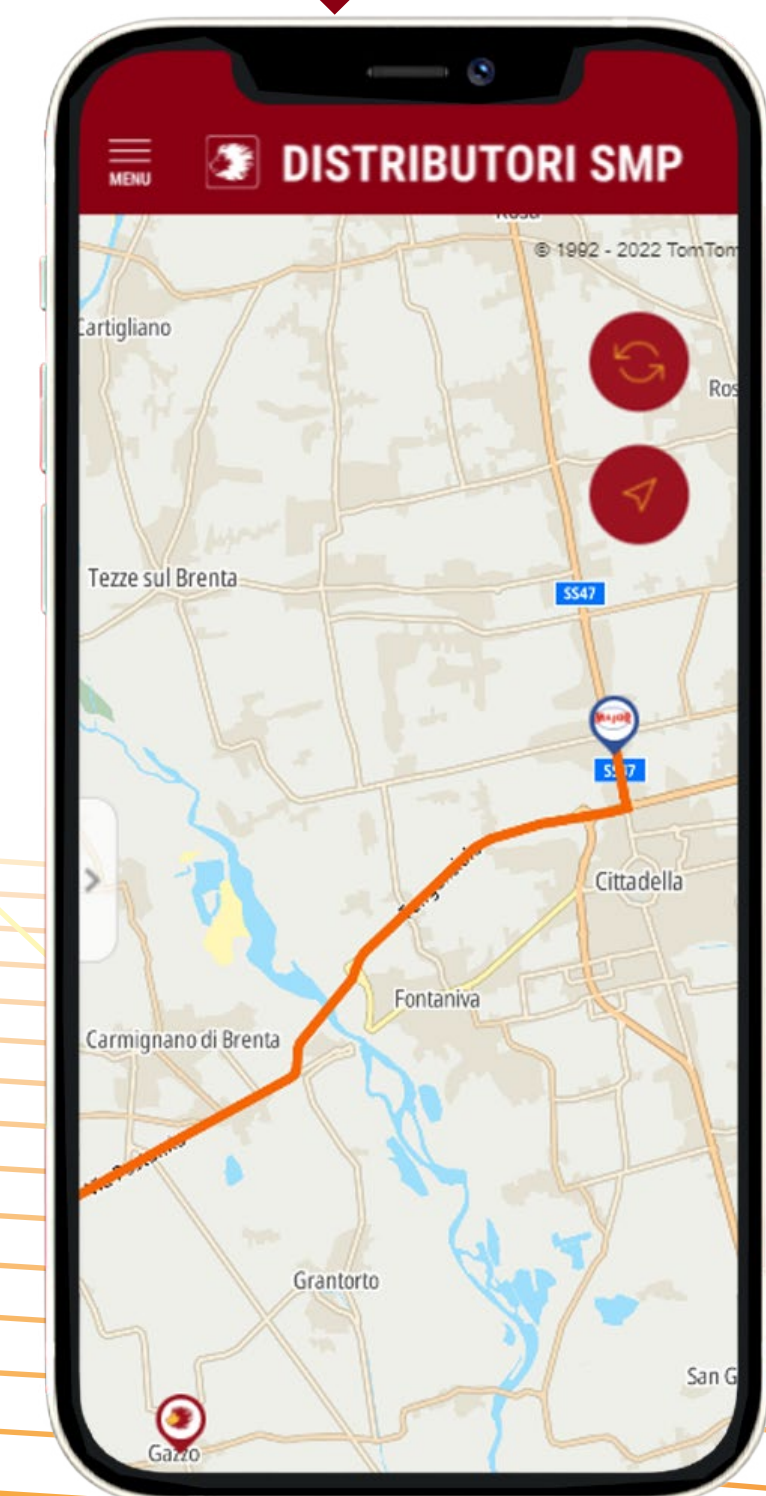 MENU
DISTRIBUTORI SMP
© 1992 - 2022 TomTom
Cartigliano
Ros
Tezze sul Brenta
SS47
MAJOR
Cittadella
Fontaniva
Carmignano di Brenta
Grantorto
San G
Gazzo